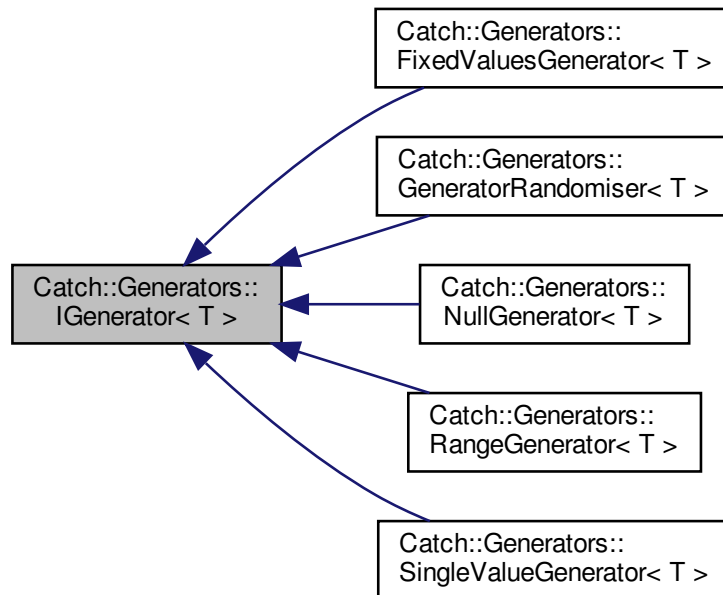 Catch::Generators::
FixedValuesGenerator< T >
Catch::Generators::
GeneratorRandomiser< T >
Catch::Generators::
IGenerator< T >
Catch::Generators::
NullGenerator< T >
Catch::Generators::
RangeGenerator< T >
Catch::Generators::
SingleValueGenerator< T >